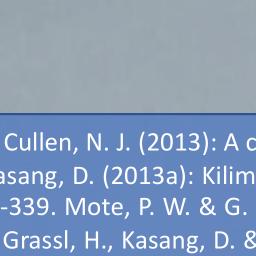 Cullen, N. J. (2013): A c
asang, D. (2013a): Kilim
-339. Mote, P. W. & G.
Grassl, H., Kasang, D. &